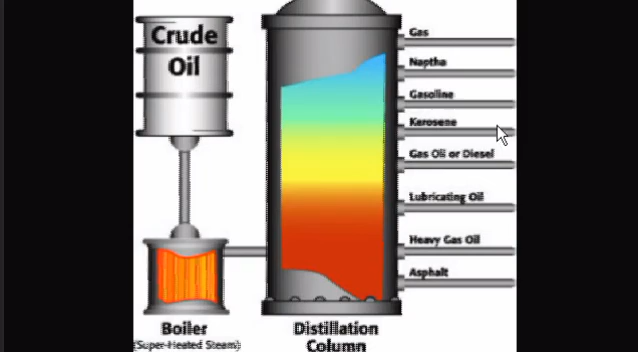 Crude
Oil
Gas
Naptha
Gasoline
Kerosene
Gas Oil or Diesel
Lubricating Oil
Heavy Gas Oil
Asphalt
Boiler
(Super-Heated Steam)
Distillation
Column